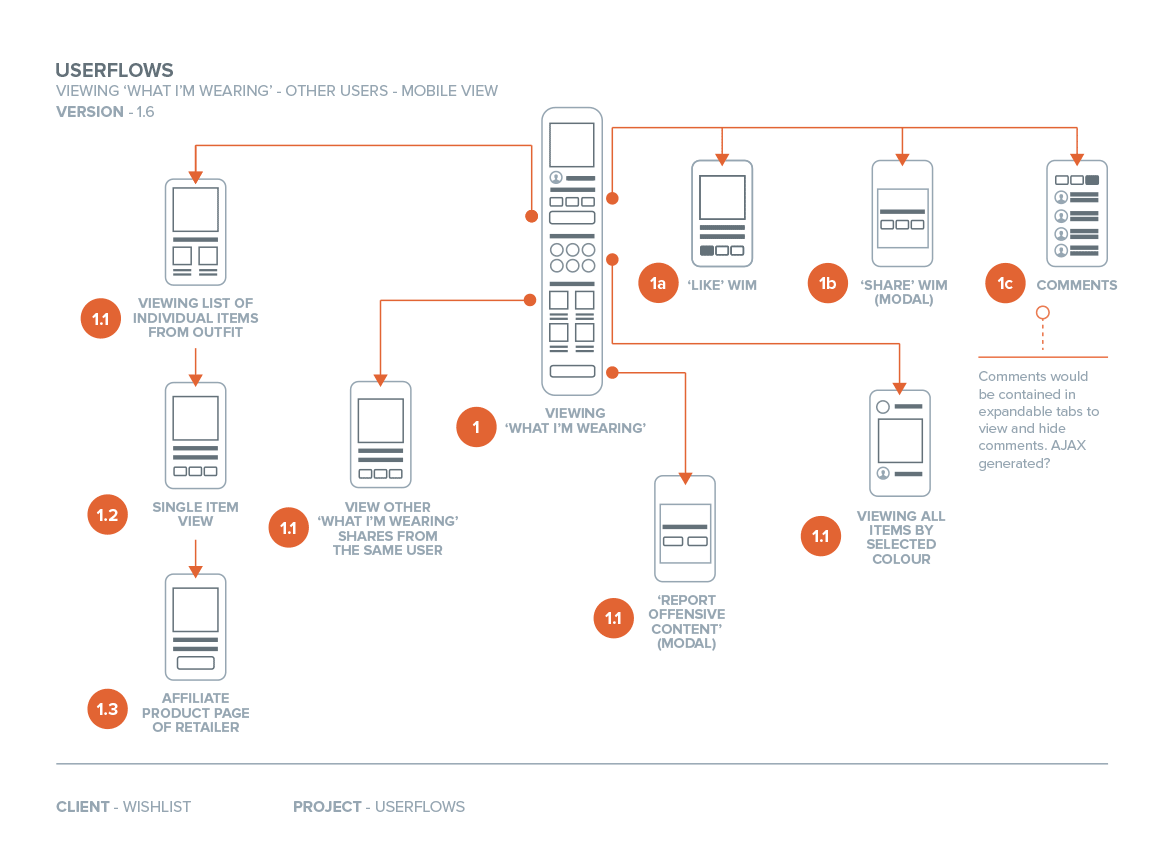 USERFLOWS
VIEWING ‘WHAT I’M WEARING’ - OTHER USERS - MOBILE VIEW
VERSION - 1.6
1.1
VIEWING LIST OF
INDIVIDUAL ITEMS
FROM OUTFIT
1a
‘LIKE’ WIM
1b
‘SHARE’ WIM
(MODAL)
1c
COMMENTS
Comments would
be contained in
expandable tabs to
view and hide
comments. AJAX
generated?
1
VIEWING
‘WHAT I’M WEARING’
1.2
SINGLE ITEM
VIEW
1.1
VIEW OTHER
‘WHAT I’M WEARING’
SHARES FROM
THE SAME USER
1.1
VIEWING ALL
ITEMS BY
SELECTED
COLOUR
1.1
‘REPORT
OFFENSIVE
CONTENT’
(MODAL)
1.3
AFFILIATE
PRODUCT PAGE
OF RETAILER
CLIENT - WISHLIST
PROJECT - USERFLOWS